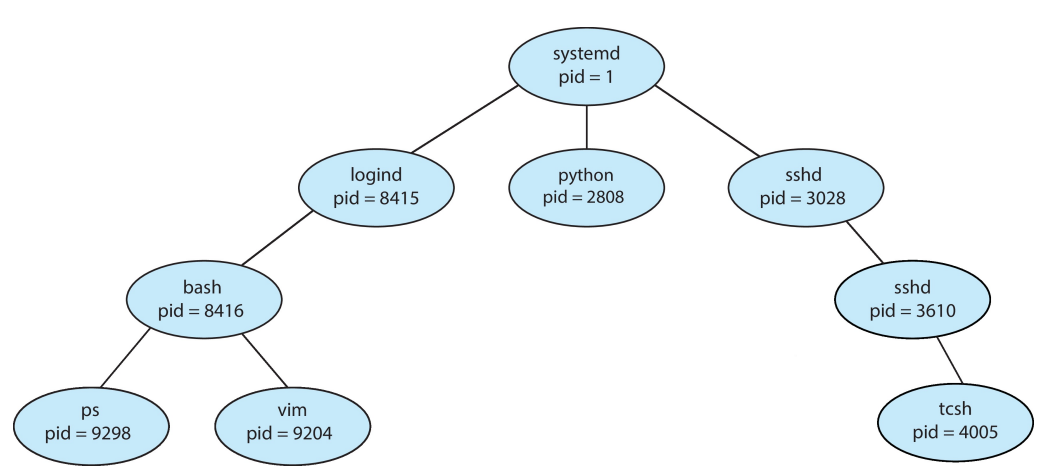 systemd
pid = 1
logind
pid = 8415
python
pid = 2808
sshd
pid = 3028
bash
pid = 8416
sshd
pid = 3610
ps
pid = 9298
vim
pid = 9204
tcsh
pid = 4005